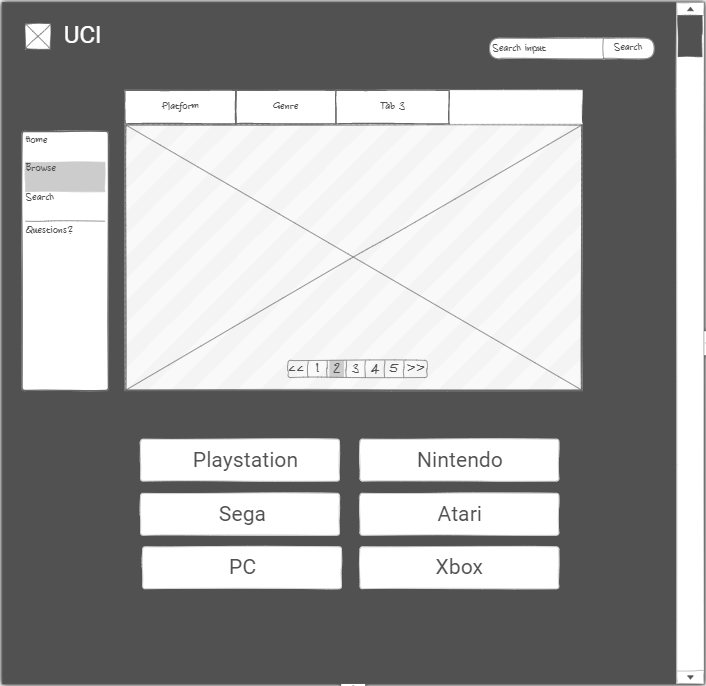 UCI
Search input Search
Platform Genre Tab 3
Home
Browse
Search
Questions?
<< 1 2 3 4 5 >>
Playstation Nintendo
Sega Atari
PC Xbox